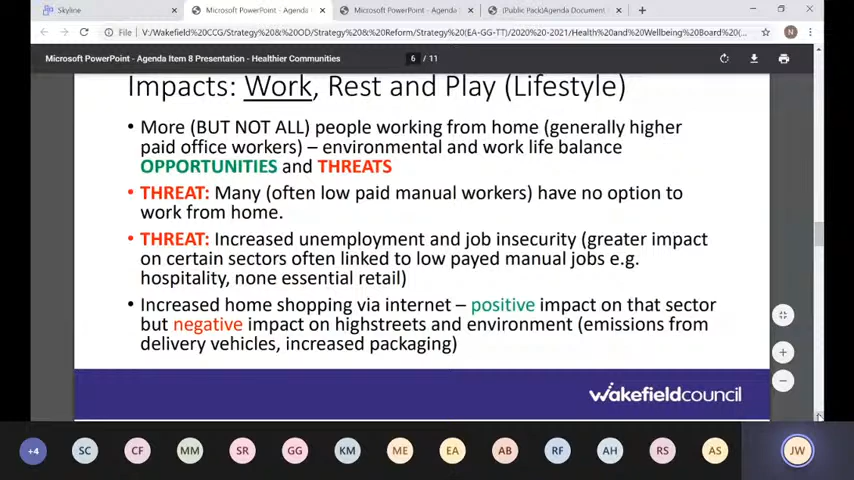 Skyline
Microsoft PowerPoint - Agenda I
Microsoft PowerPoint - Agenda
(Public Pack)Agenda Document
File
V:/Wakefield%20CCG/Strategy%20&%20OD/Strategy%20&%20Reform/Strategy(EA-GG-TT)/2020%20-2021/Health%20and%20Wellbeing%20Board%20(
N
Microsoft PowerPoint - Agenda Item 8 Presentation - Healthier Communities
6 / 11
Impacts: Work, Rest and Play (Lifestyle)
• More (BUT NOT ALL) people working from home (generally higher
paid office workers) – environmental and work life balance
OPPORTUNITIES and THREATS
• THREAT: Many (often low paid manual workers) have no option to
work from home.
• THREAT: Increased unemployment and job insecurity (greater impact
on certain sectors often linked to low payed manual jobs e.g.
hospitality, none essential retail)
• Increased home shopping via internet – positive impact on that sector
but negative impact on highstreets and environment (emissions from
delivery vehicles, increased packaging)
wakefieldcouncil
+4 SC CF MM SR GG KM ME EA AB RF AH RS AS JW